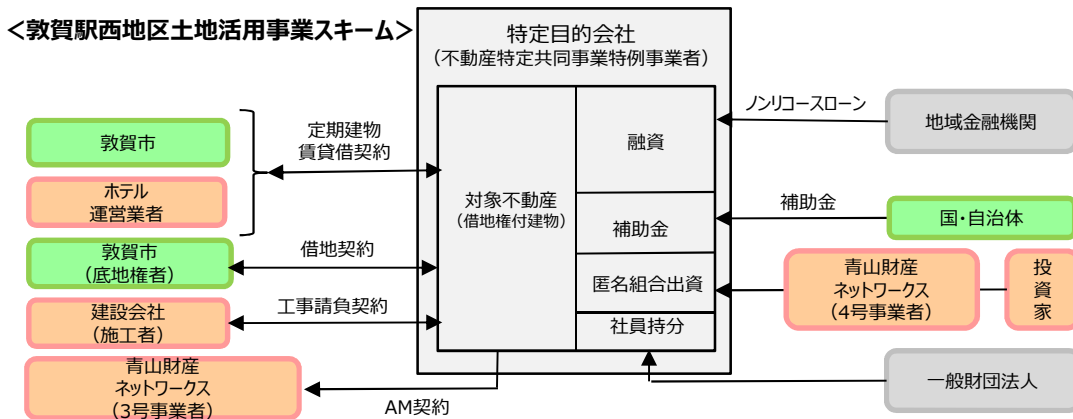 <敦賀駅西地区土地活用事業スキーム>
特定目的会社
(不動産特定共同事業特例事業者)
敦賀市
ホテル
運営業者
定期建物
賃貸借契約
敦賀市
(底地権者)
借地契約
建設会社
(施工者)
工事請負契約
青山財産
ネットワークス
(3号事業者)
AM契約
対象不動産
(借地権付建物)
融資
補助金
匿名組合出資
社員持分
ノンリコースローン
地域金融機関
補助金
国・自治体
青山財産
ネットワークス
(4号事業者)
投
資
家
一般財団法人